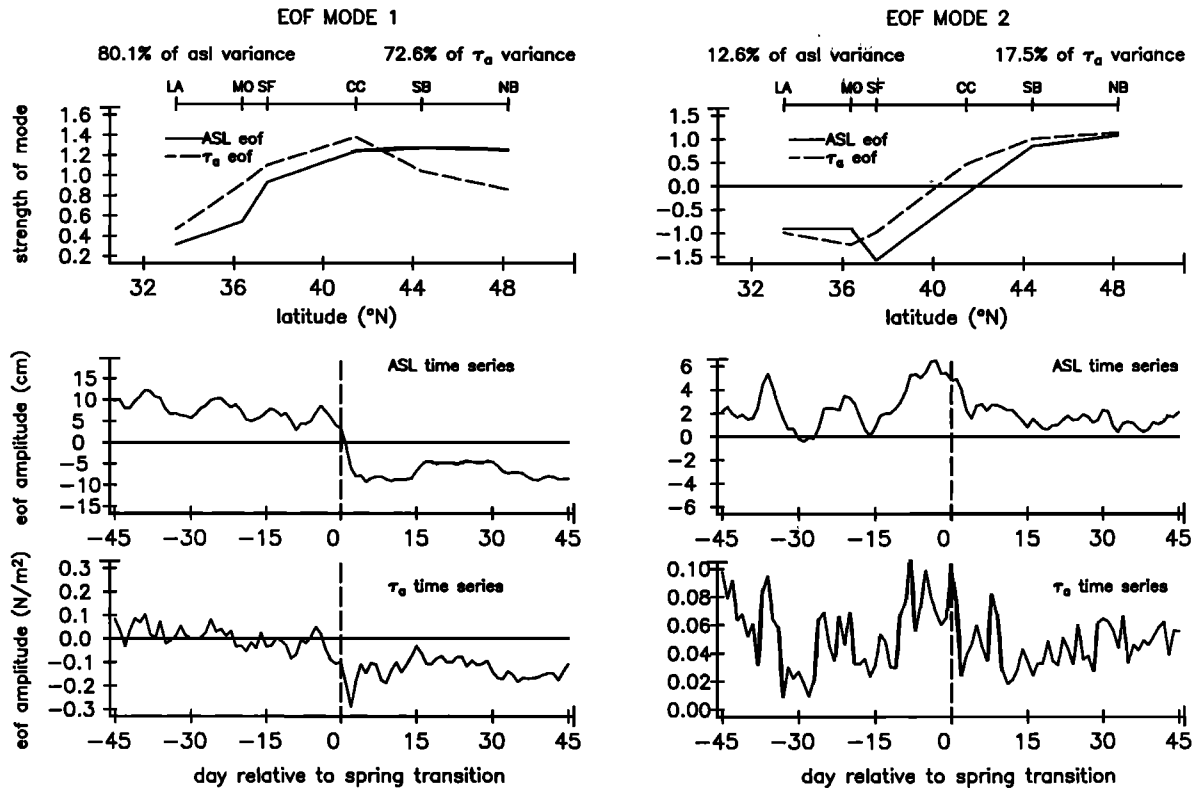 EOF MODE 1
80.1% of asl variance
72.6% of τa variance
LA MO SF CC SB NB
strength of mode
1.6
1.4
1.2
1.0
0.8
0.6
0.4
0.2
ASL eof
τa eof
32 36 40 44 48
latitude (°N)
eof amplitude (cm)
15
10
5
0
−5
−10
−15
ASL time series
−45 −30 −15 0 15 30 45
eof amplitude (N/m²)
0.3
0.2
0.1
0.0
−0.1
−0.2
−0.3
τa time series
−45 −30 −15 0 15 30 45
day relative to spring transition
EOF MODE 2
12.6% of asl variance
17.5% of τa variance
LA MO SF CC SB NB
1.5
1.0
0.5
0.0
−0.5
−1.0
−1.5
ASL eof
τa eof
32 36 40 44 48
latitude (°N)
6
4
2
0
−2
−4
−6
ASL time series
−45 −30 −15 0 15 30 45
0.10
0.08
0.06
0.04
0.02
0.00
τa time series
−45 −30 −15 0 15 30 45
day relative to spring transition